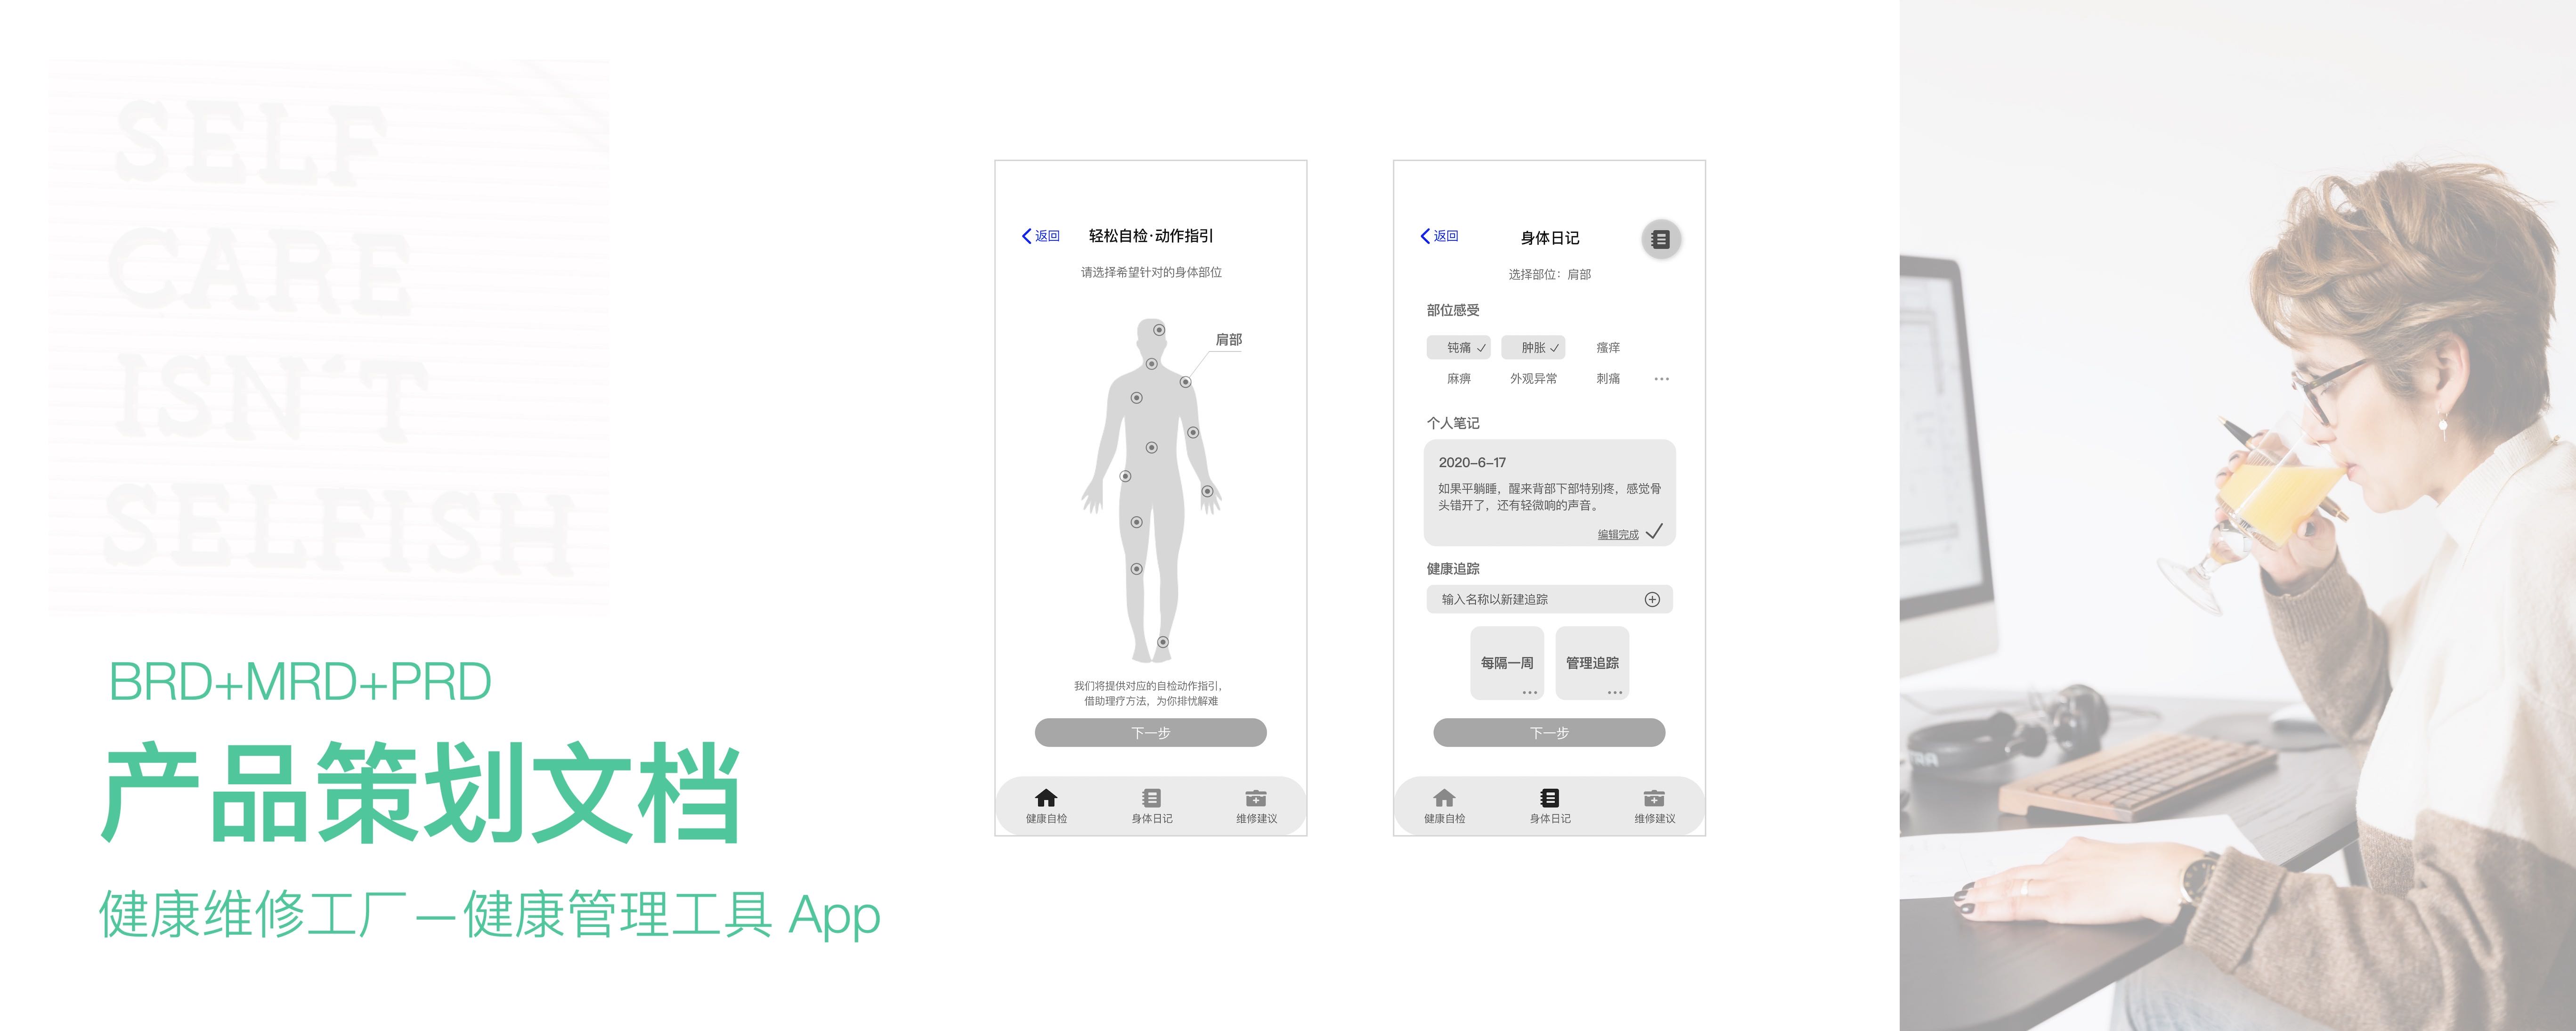 SELF
CARE
ISN'T
SELFISH
BRD+MRD+PRD
产品策划文档
健康维修工厂—健康管理工具 App
返回
轻松自检·动作指引
请选择希望针对的身体部位
肩部
我们将提供对应的自检动作指引，
借助理疗方法，为你排忧解难
下一步
健康自检
身体日记
维修建议
返回
身体日记
选择部位：肩部
部位感受
钝痛
肿胀
瘙痒
麻痹
外观异常
刺痛
个人笔记
2020-6-17
如果平躺睡，醒来背部下部特别疼，感觉骨
头错开了，还有轻微响的声音。
编辑完成
健康追踪
输入名称以新建追踪
每隔一周
管理追踪
下一步
健康自检
身体日记
维修建议